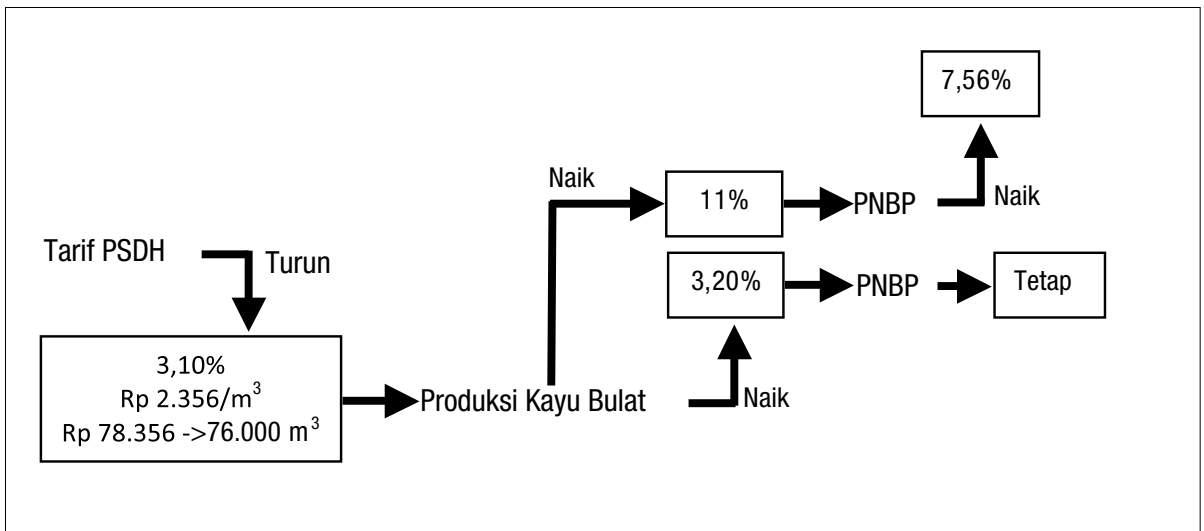 7,56%
Naik
11%
PNBP
Naik
Tarif PSDH
Turun
3,20%
PNBP
Tetap
3,10%
Rp 2.356/m³
Rp 78.356 ->76.000 m³
Produksi Kayu Bulat
Naik